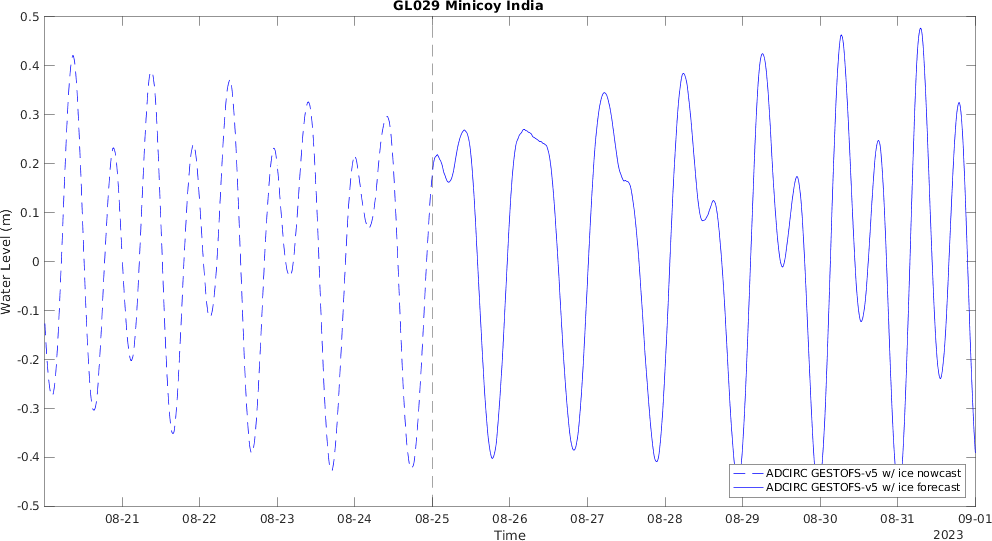 GL029 Minicoy India
0.5
0.4
0.3
0.2
0.1
0
-0.1
-0.2
-0.3
-0.4
-0.5
Water Level (m)
ADCIRC GESTOFS-v5 w/ ice nowcast
ADCIRC GESTOFS-v5 w/ ice forecast
08-21 08-22 08-23 08-24 08-25 08-26 08-27 08-28 08-29 08-30 08-31 09-01
Time
2023